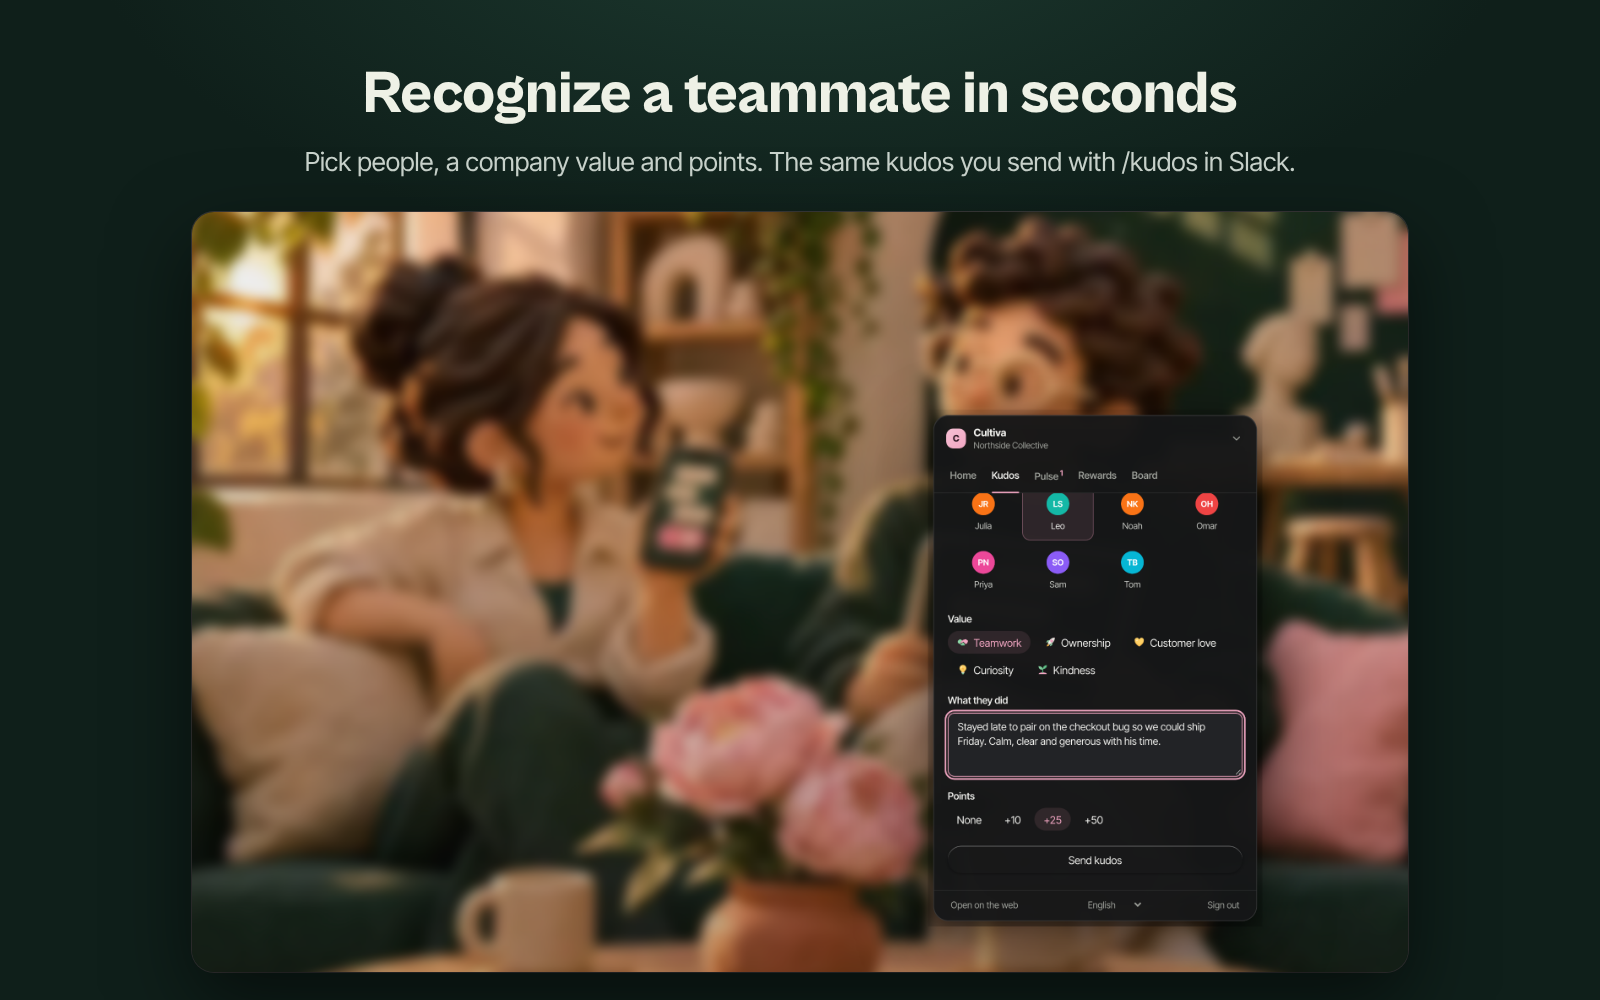 Recognize a teammate in seconds
Pick people, a company value and points. The same kudos you send with /kudos in Slack.
C
Cultiva
Northside Collective
Home Kudos Pulse 1 Rewards Board
JR LS NK OH
Julia Leo Noah Omar
PN SO TB
Priya Sam Tom
Value
Teamwork Ownership Customer love
Curiosity Kindness
What they did
Stayed late to pair on the checkout bug so we could ship
Friday. Calm, clear and generous with his time.
Points
None +10 +25 +50
Send kudos
Open on the web English Sign out